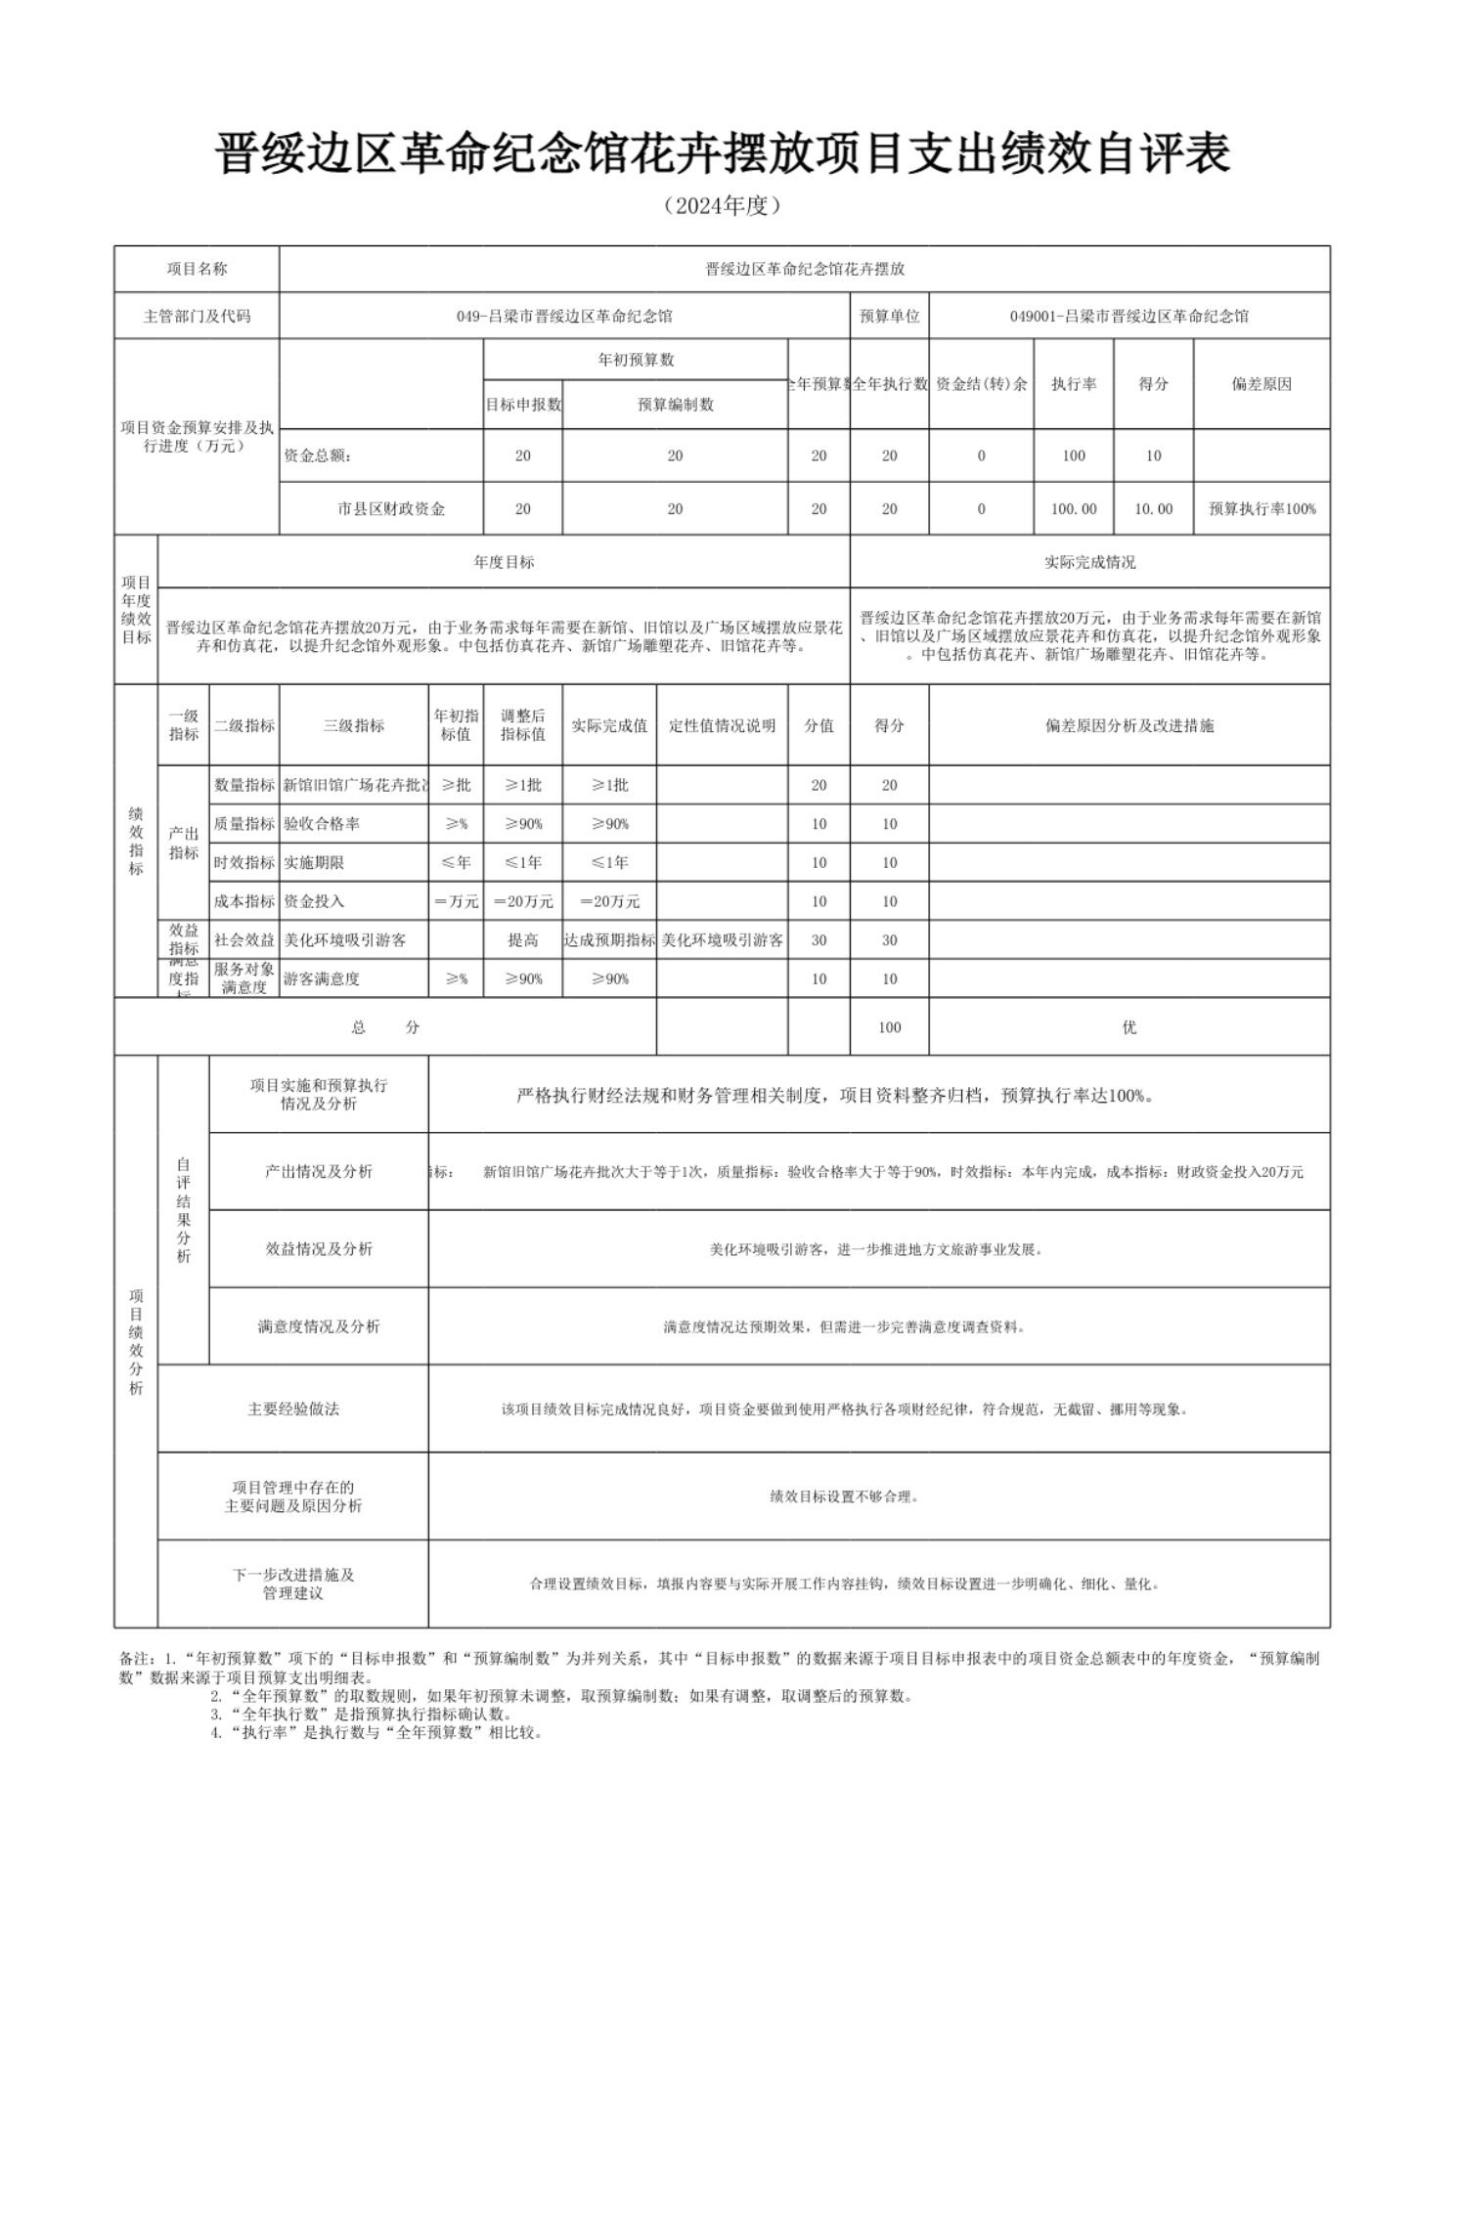 晋绥边区革命纪念馆花卉摆放项目支出绩效自评表
（2024年度）
项目名称 晋绥边区革命纪念馆花卉摆放
主管部门及代码 049-吕梁市晋绥边区革命纪念馆 预算单位 049001-吕梁市晋绥边区革命纪念馆
项目资金预算安排及执
行进度（万元）
年初预算数 全年预算数 全年执行数 资金结(转)余 执行率 得分 偏差原因
目标申报数 预算编制数
资金总额： 20 20 20 20 0 100 10
市县区财政资金 20 20 20 20 0 100.00 10.00 预算执行率100%
项目
年度
绩效
目标
年度目标 实际完成情况
晋绥边区革命纪念馆花卉摆放20万元，由于业务需求每年需要在新馆、旧馆以及广场区域摆放应景花
卉和仿真花，以提升纪念馆外观形象。中包括仿真花卉、新馆广场雕塑花卉、旧馆花卉等。
晋绥边区革命纪念馆花卉摆放20万元，由于业务需求每年需要在新馆
、旧馆以及广场区域摆放应景花卉和仿真花，以提升纪念馆外观形象
。中包括仿真花卉、新馆广场雕塑花卉、旧馆花卉等。
绩
效
指
标
一级
指标
二级指标 三级指标
年初指
标值
调整后
指标值
实际完成值 定性值情况说明 分值 得分 偏差原因分析及改进措施
产出
指标
数量指标 新馆旧馆广场花卉批次 ≥批 ≥1批 ≥1批 20 20
质量指标 验收合格率 ≥% ≥90% ≥90% 10 10
时效指标 实施期限 ≤年 ≤1年 ≤1年 10 10
成本指标 资金投入 ＝万元 ＝20万元 ＝20万元 10 10
效益
指标
社会效益 美化环境吸引游客 提高 达成预期指标 美化环境吸引游客 30 30
满意
度指
标
服务对象
满意度
游客满意度 ≥% ≥90% ≥90% 10 10
总 分 100 优
项
目
绩
效
分
析
自
评
结
果
分
析
项目实施和预算执行
情况及分析
严格执行财经法规和财务管理相关制度，项目资料整齐归档，预算执行率达100%。
产出情况及分析 指标： 新馆旧馆广场花卉批次大于等于1次，质量指标：验收合格率大于等于90%，时效指标：本年内完成，成本指标：财政资金投入20万元
效益情况及分析 美化环境吸引游客，进一步推进地方文旅游事业发展。
满意度情况及分析 满意度情况达预期效果，但需进一步完善满意度调查资料。
主要经验做法 该项目绩效目标完成情况良好，项目资金要做到使用严格执行各项财经纪律，符合规范，无截留、挪用等现象。
项目管理中存在的
主要问题及原因分析
绩效目标设置不够合理。
下一步改进措施及
管理建议
合理设置绩效目标，填报内容要与实际开展工作内容挂钩，绩效目标设置进一步明确化、细化、量化。
备注：1.“年初预算数”项下的“目标申报数”和“预算编制数”为并列关系，其中“目标申报数”的数据来源于项目目标申报表中的项目资金总额表中的年度资金，“预算编制
数”数据来源于项目预算支出明细表。
2.“全年预算数”的取数规则，如果年初预算未调整，取预算编制数；如果有调整，取调整后的预算数。
3.“全年执行数”是指预算执行指标确认数。
4.“执行率”是执行数与“全年预算数”相比较。